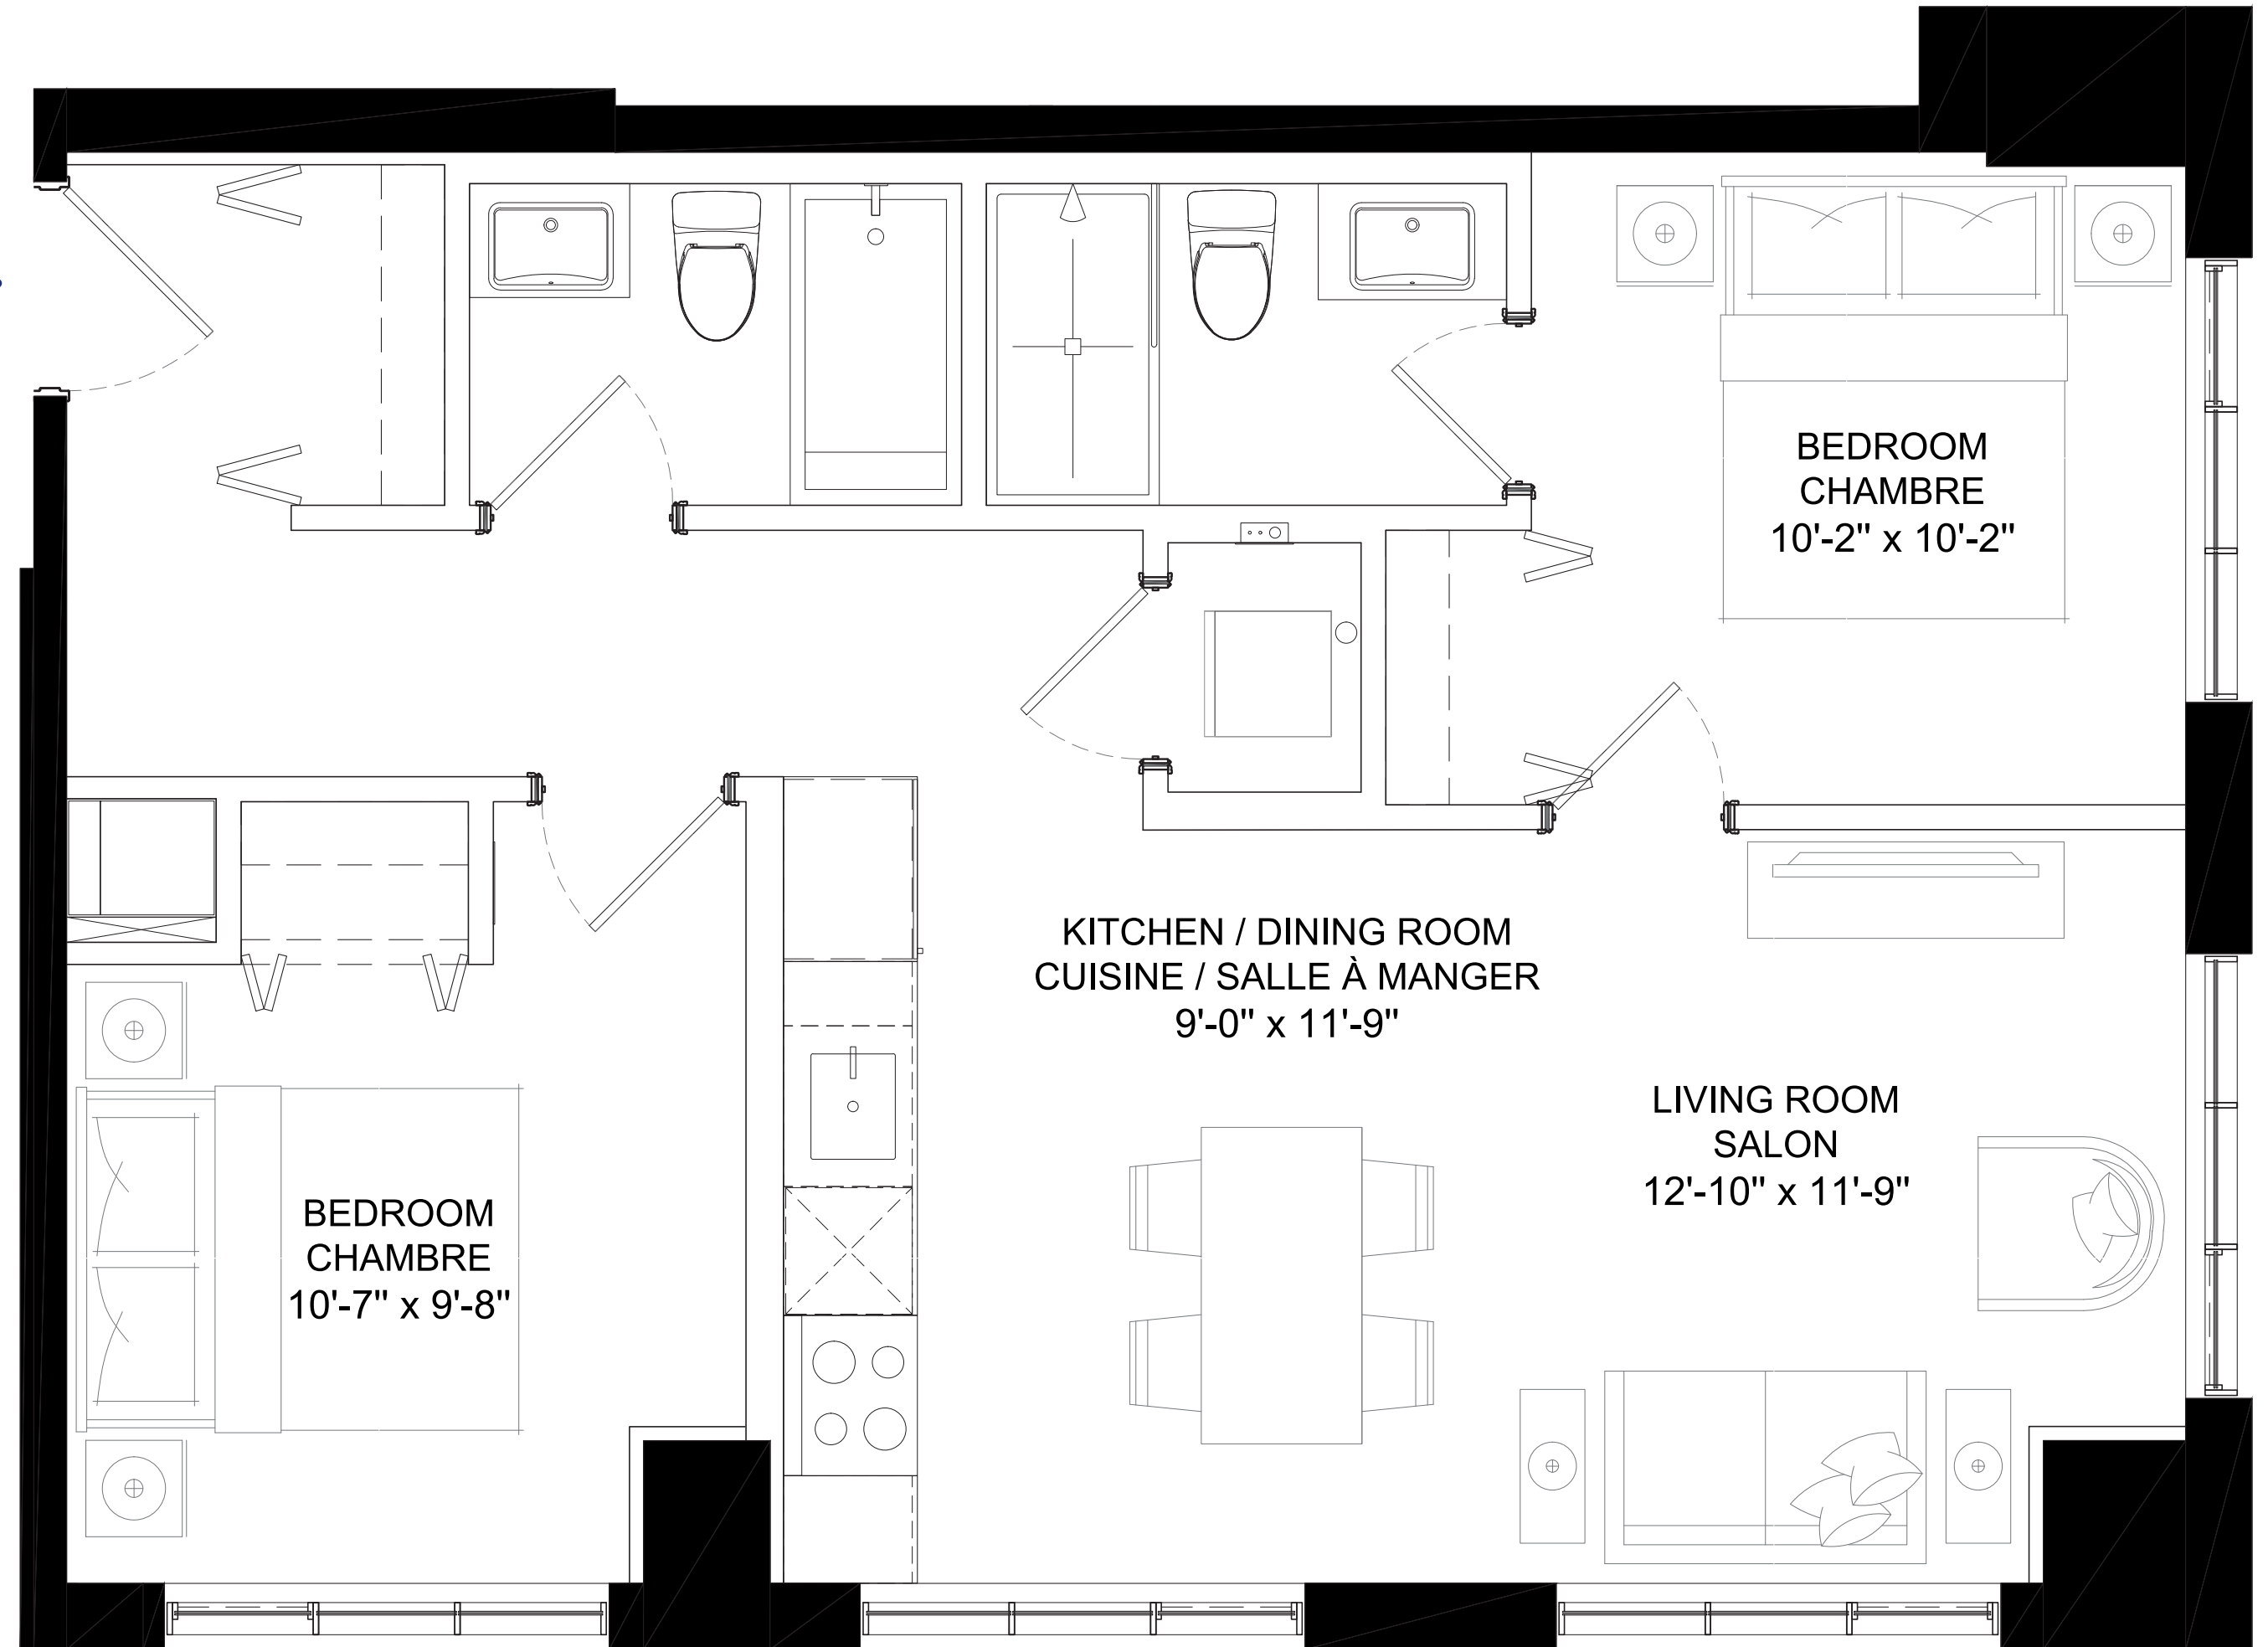 BEDROOM
CHAMBRE
10'-2" x 10'-2"
KITCHEN / DINING ROOM
CUISINE / SALLE À MANGER
9'-0" x 11'-9"
LIVING ROOM
SALON
12'-10" x 11'-9"
BEDROOM
CHAMBRE
10'-7" x 9'-8"